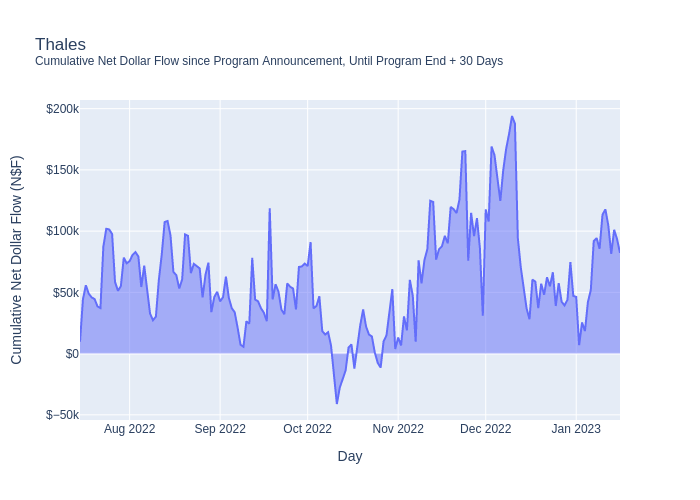 Thales
Cumulative Net Dollar Flow since Program Announcement, Until Program End + 30 Days
Cumulative Net Dollar Flow (N$F)
$200k
$150k
$100k
$50k
$0
$−50k
Aug 2022 Sep 2022 Oct 2022 Nov 2022 Dec 2022 Jan 2023
Day